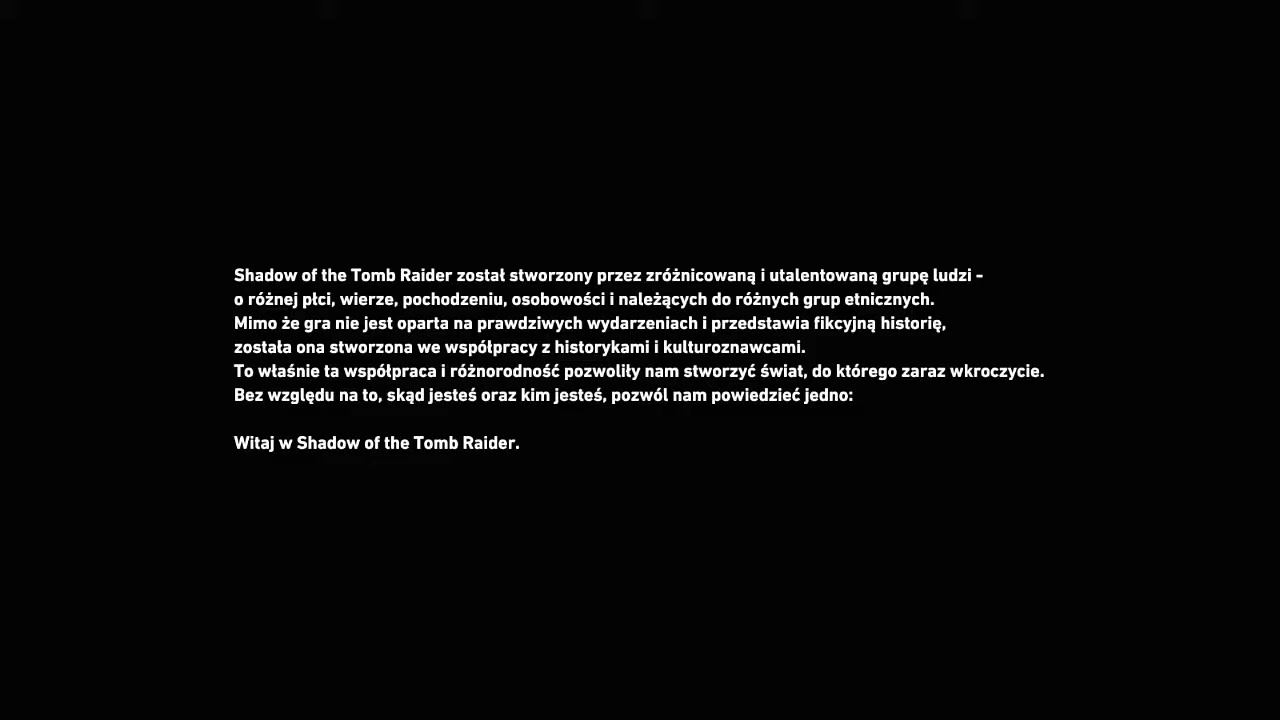 Shadow of the Tomb Raider został stworzony przez zróżnicowaną i utalentowaną grupę ludzi -
o różnej płci, wierze, pochodzeniu, osobowości i należących do różnych grup etnicznych.
Mimo że gra nie jest oparta na prawdziwych wydarzeniach i przedstawia fikcyjną historię,
została ona stworzona we współpracy z historykami i kulturoznawcami.
To właśnie ta współpraca i różnorodność pozwoliły nam stworzyć świat, do którego zaraz wkroczycie.
Bez względu na to, skąd jesteś oraz kim jesteś, pozwól nam powiedzieć jedno:
Witaj w Shadow of the Tomb Raider.